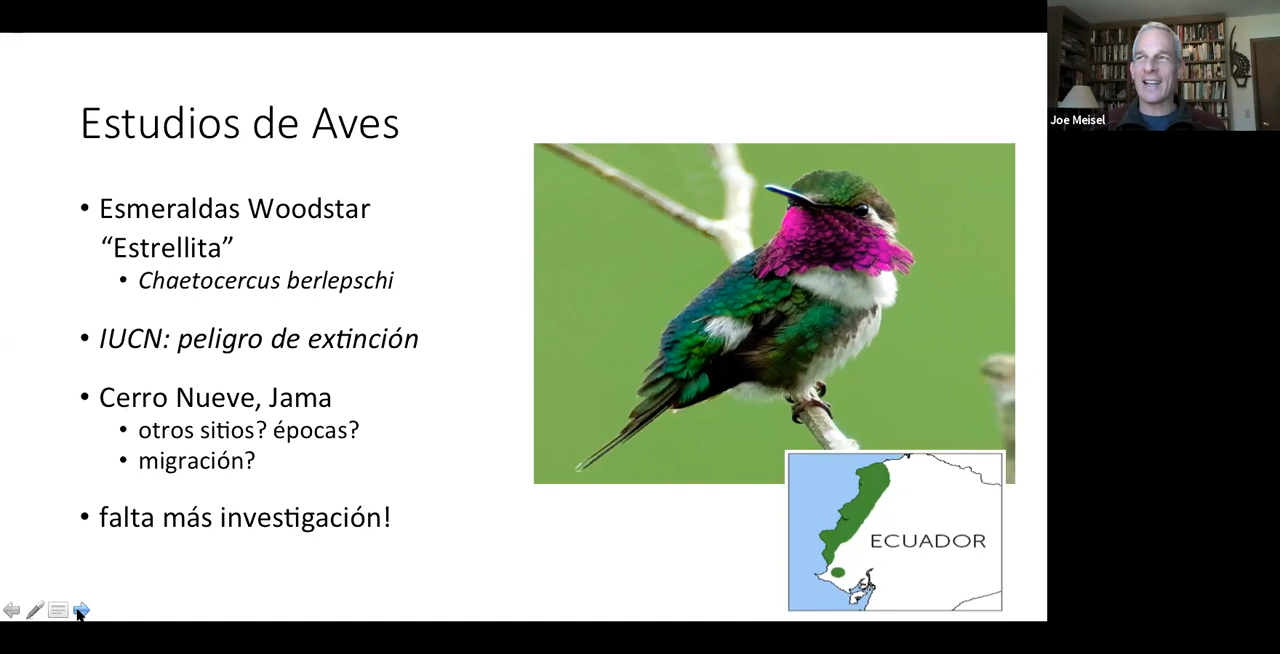 Estudios de Aves
• Esmeraldas Woodstar
“Estrellita”
• Chaetocercus berlepschi
• IUCN: peligro de extinción
• Cerro Nueve, Jama
• otros sitios? épocas?
• migración?
• falta más investigación!
ECUADOR
Joe Meisel